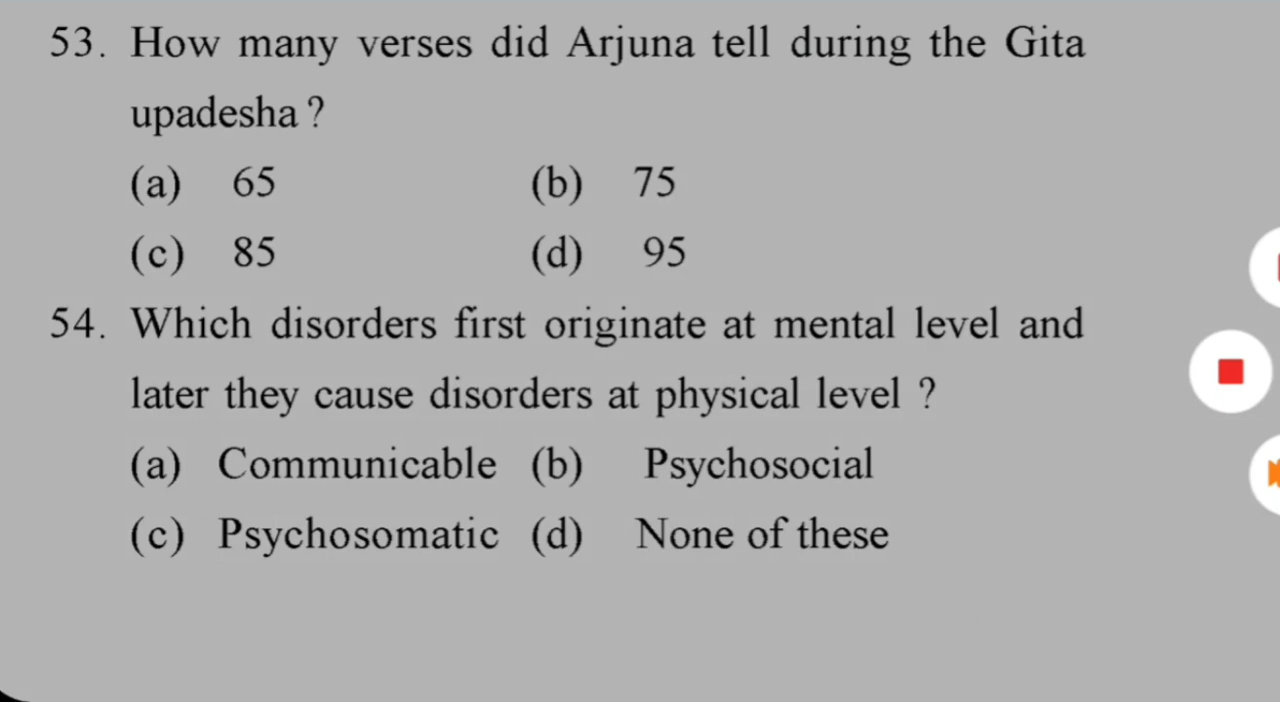 53. How many verses did Arjuna tell during the Gita
upadesha ?
(a) 65 (b) 75
(c) 85 (d) 95
54. Which disorders first originate at mental level and
later they cause disorders at physical level ?
(a) Communicable (b) Psychosocial
(c) Psychosomatic (d) None of these